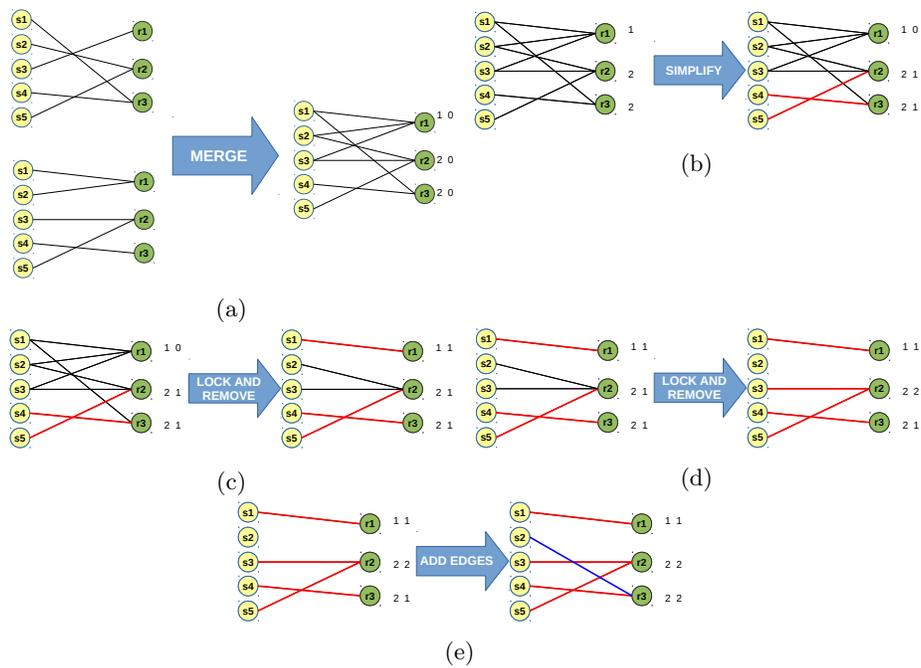 s1
s2
s3
s4
s5
r1
r2
r3
s1
s2
s3
s4
s5
r1
r2
r3
MERGE
s1
s2
s3
s4
s5
r1 1 0
r2 2 0
r3 2 0
(a)
s1
s2
s3
s4
s5
r1 1
r2 2
r3 2
SIMPLIFY
s1
s2
s3
s4
s5
r1 1 0
r2 2 1
r3 2 1
(b)
s1
s2
s3
s4
s5
r1 1 0
r2 2 1
r3 2 1
LOCK AND
REMOVE
s1
s2
s3
s4
s5
r1 1 1
r2 2 1
r3 2 1
(c)
s1
s2
s3
s4
s5
r1 1 1
r2 2 1
r3 2 1
LOCK AND
REMOVE
s1
s2
s3
s4
s5
r1 1 1
r2 2 2
r3 2 1
(d)
s1
s2
s3
s4
s5
r1 1 1
r2 2 2
r3 2 1
ADD EDGES
s1
s2
s3
s4
s5
r1 1 1
r2 2 2
r3 2 2
(e)